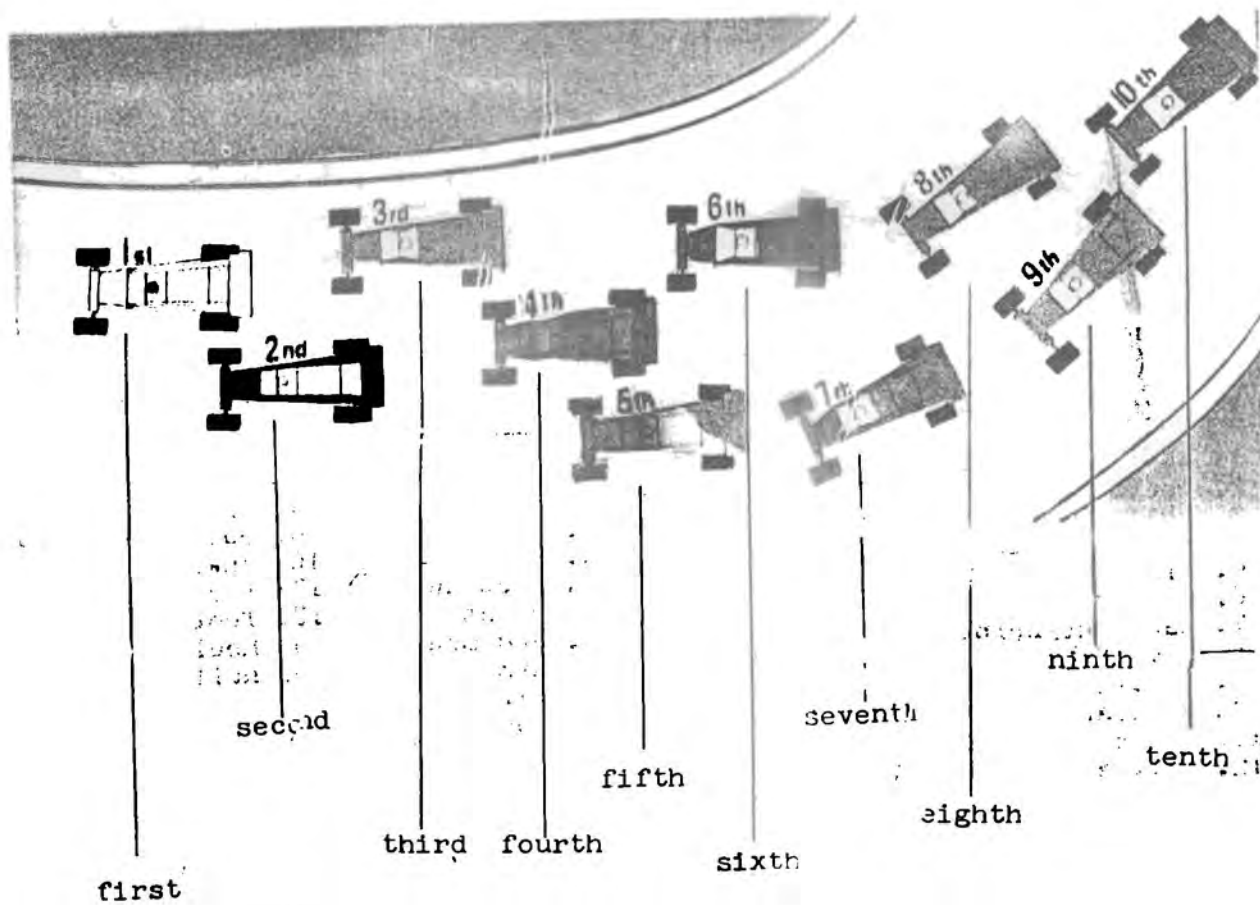 1st
2nd
3rd
4th
5th
6th
7th
8th
9th
10th
first
second
third
fourth
fifth
sixth
seventh
eighth
ninth
tenth